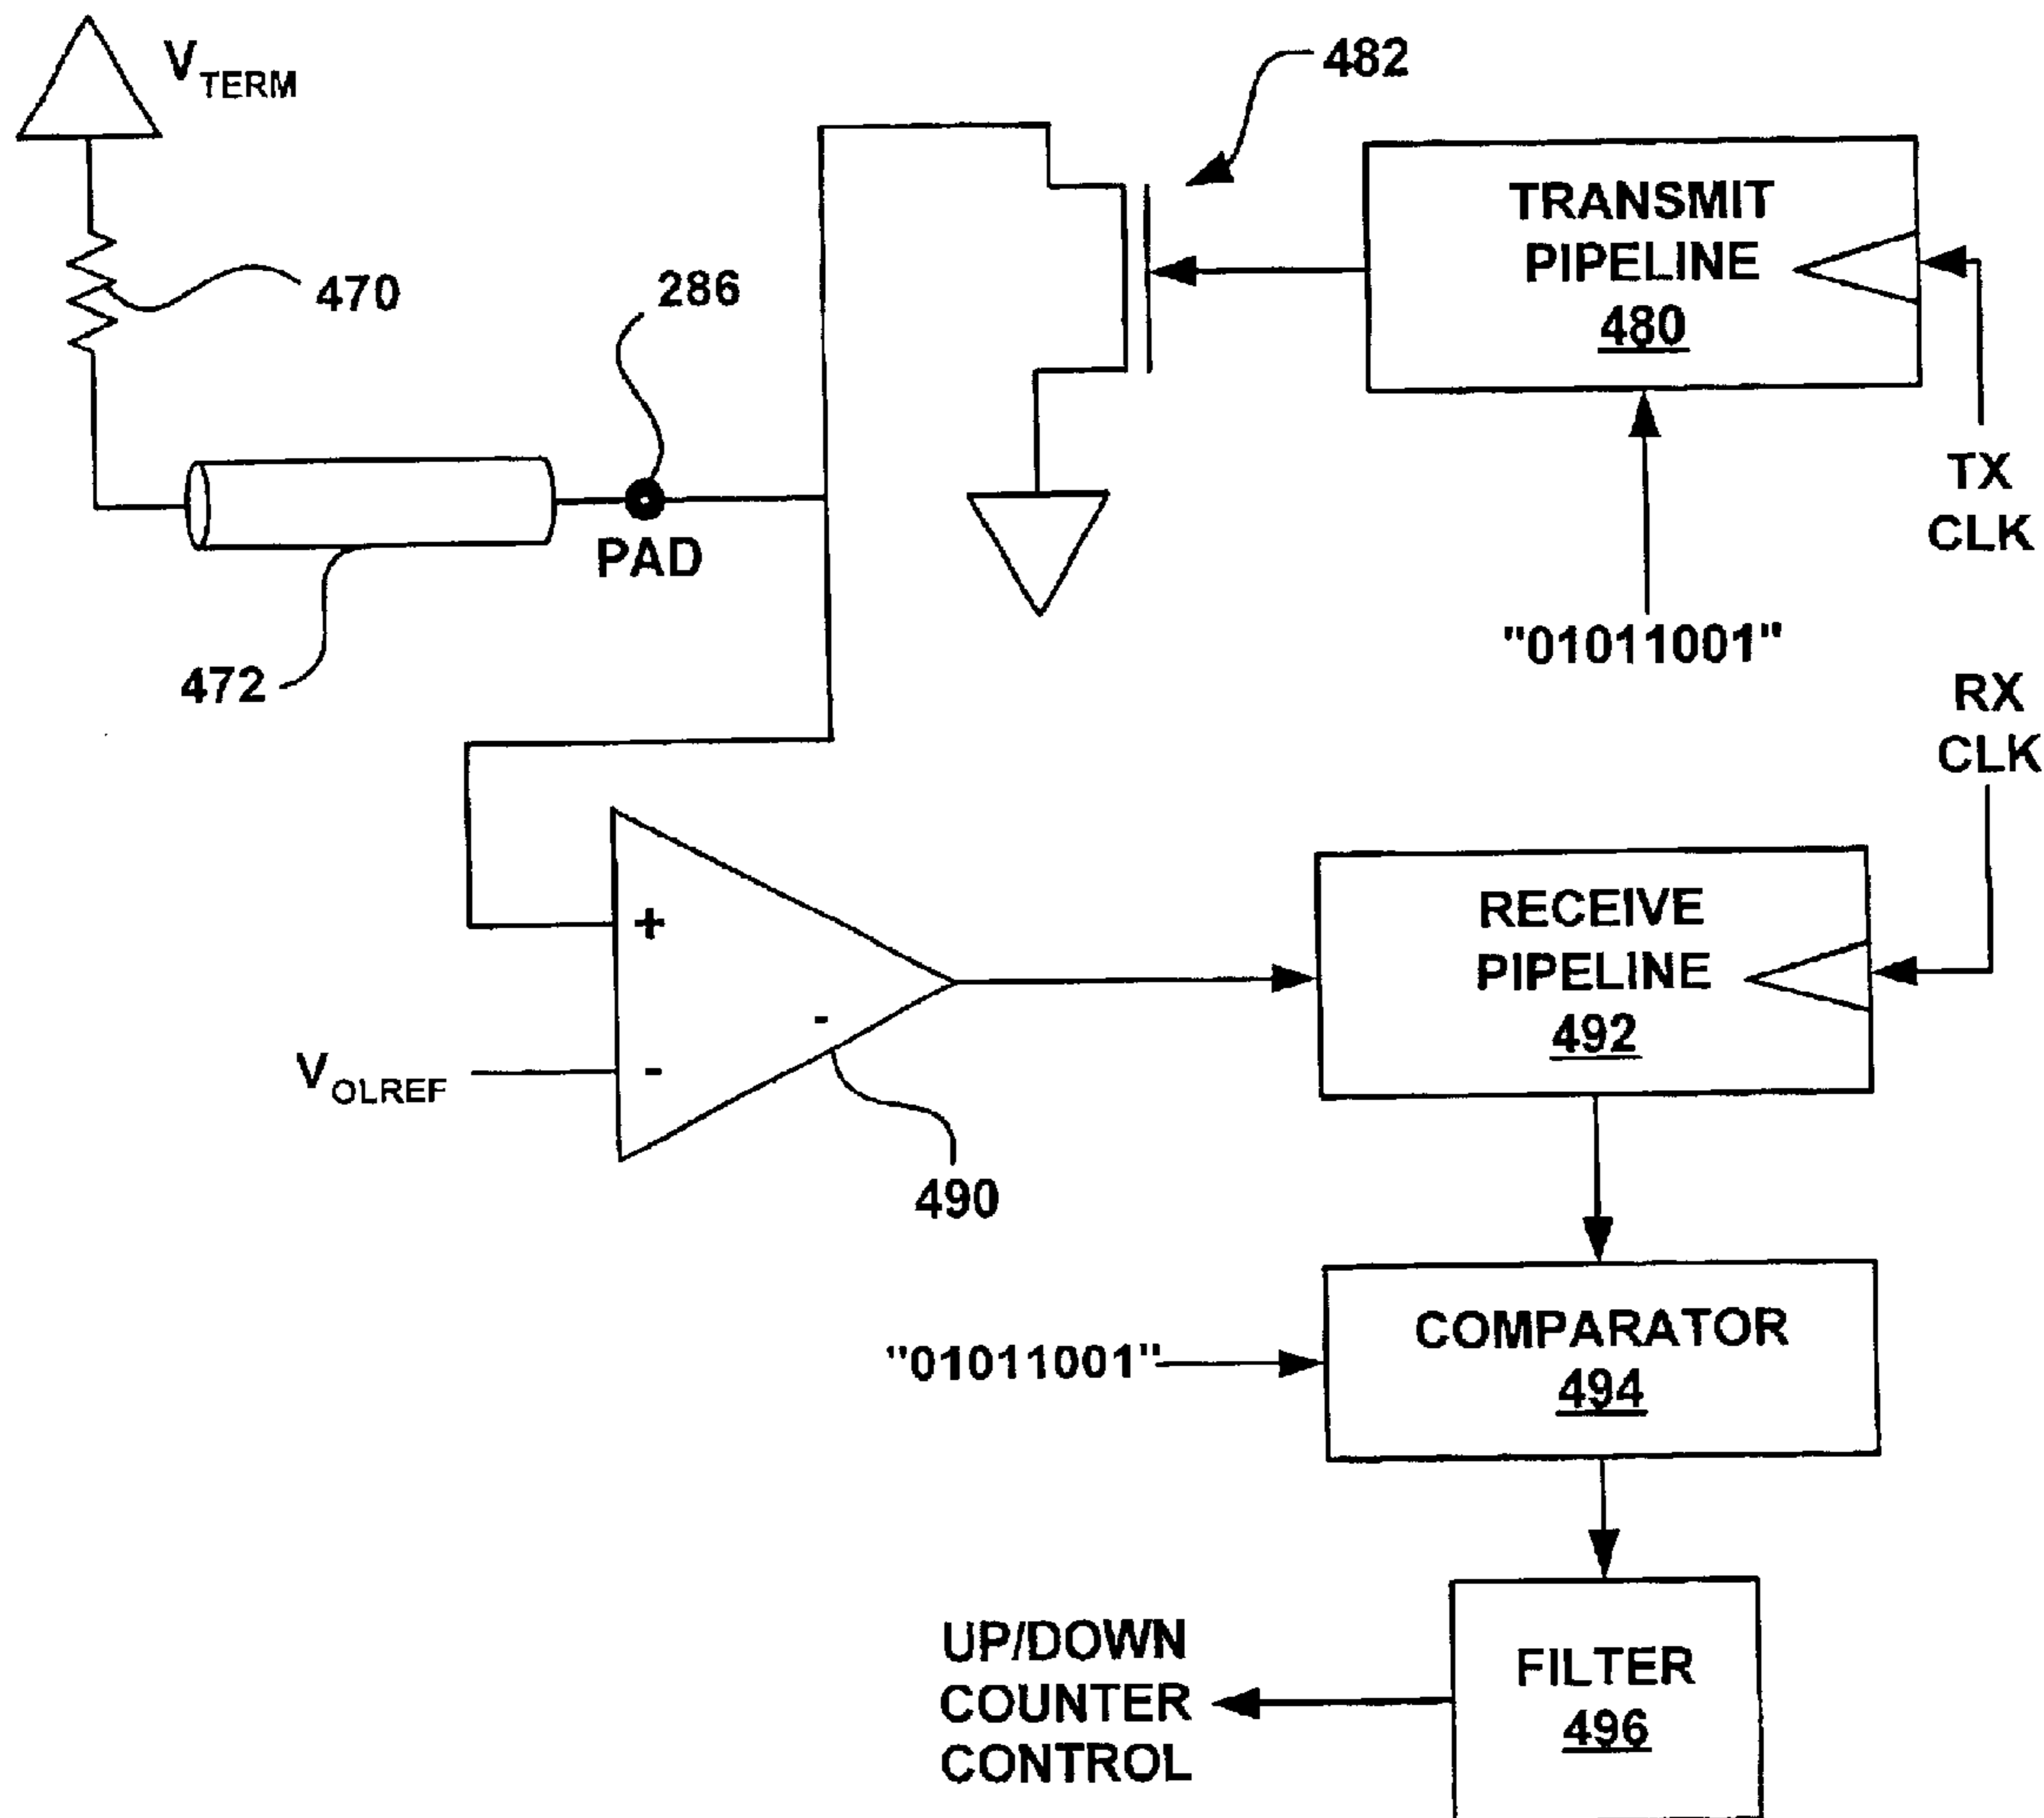 V TERM
482
TRANSMIT
PIPELINE
480
470
286
PAD
TX
CLK
472
"01011001"
RX
CLK
+
-
-
V OLREF
490
RECEIVE
PIPELINE
492
"01011001"
COMPARATOR
494
UP/DOWN
COUNTER
CONTROL
FILTER
496